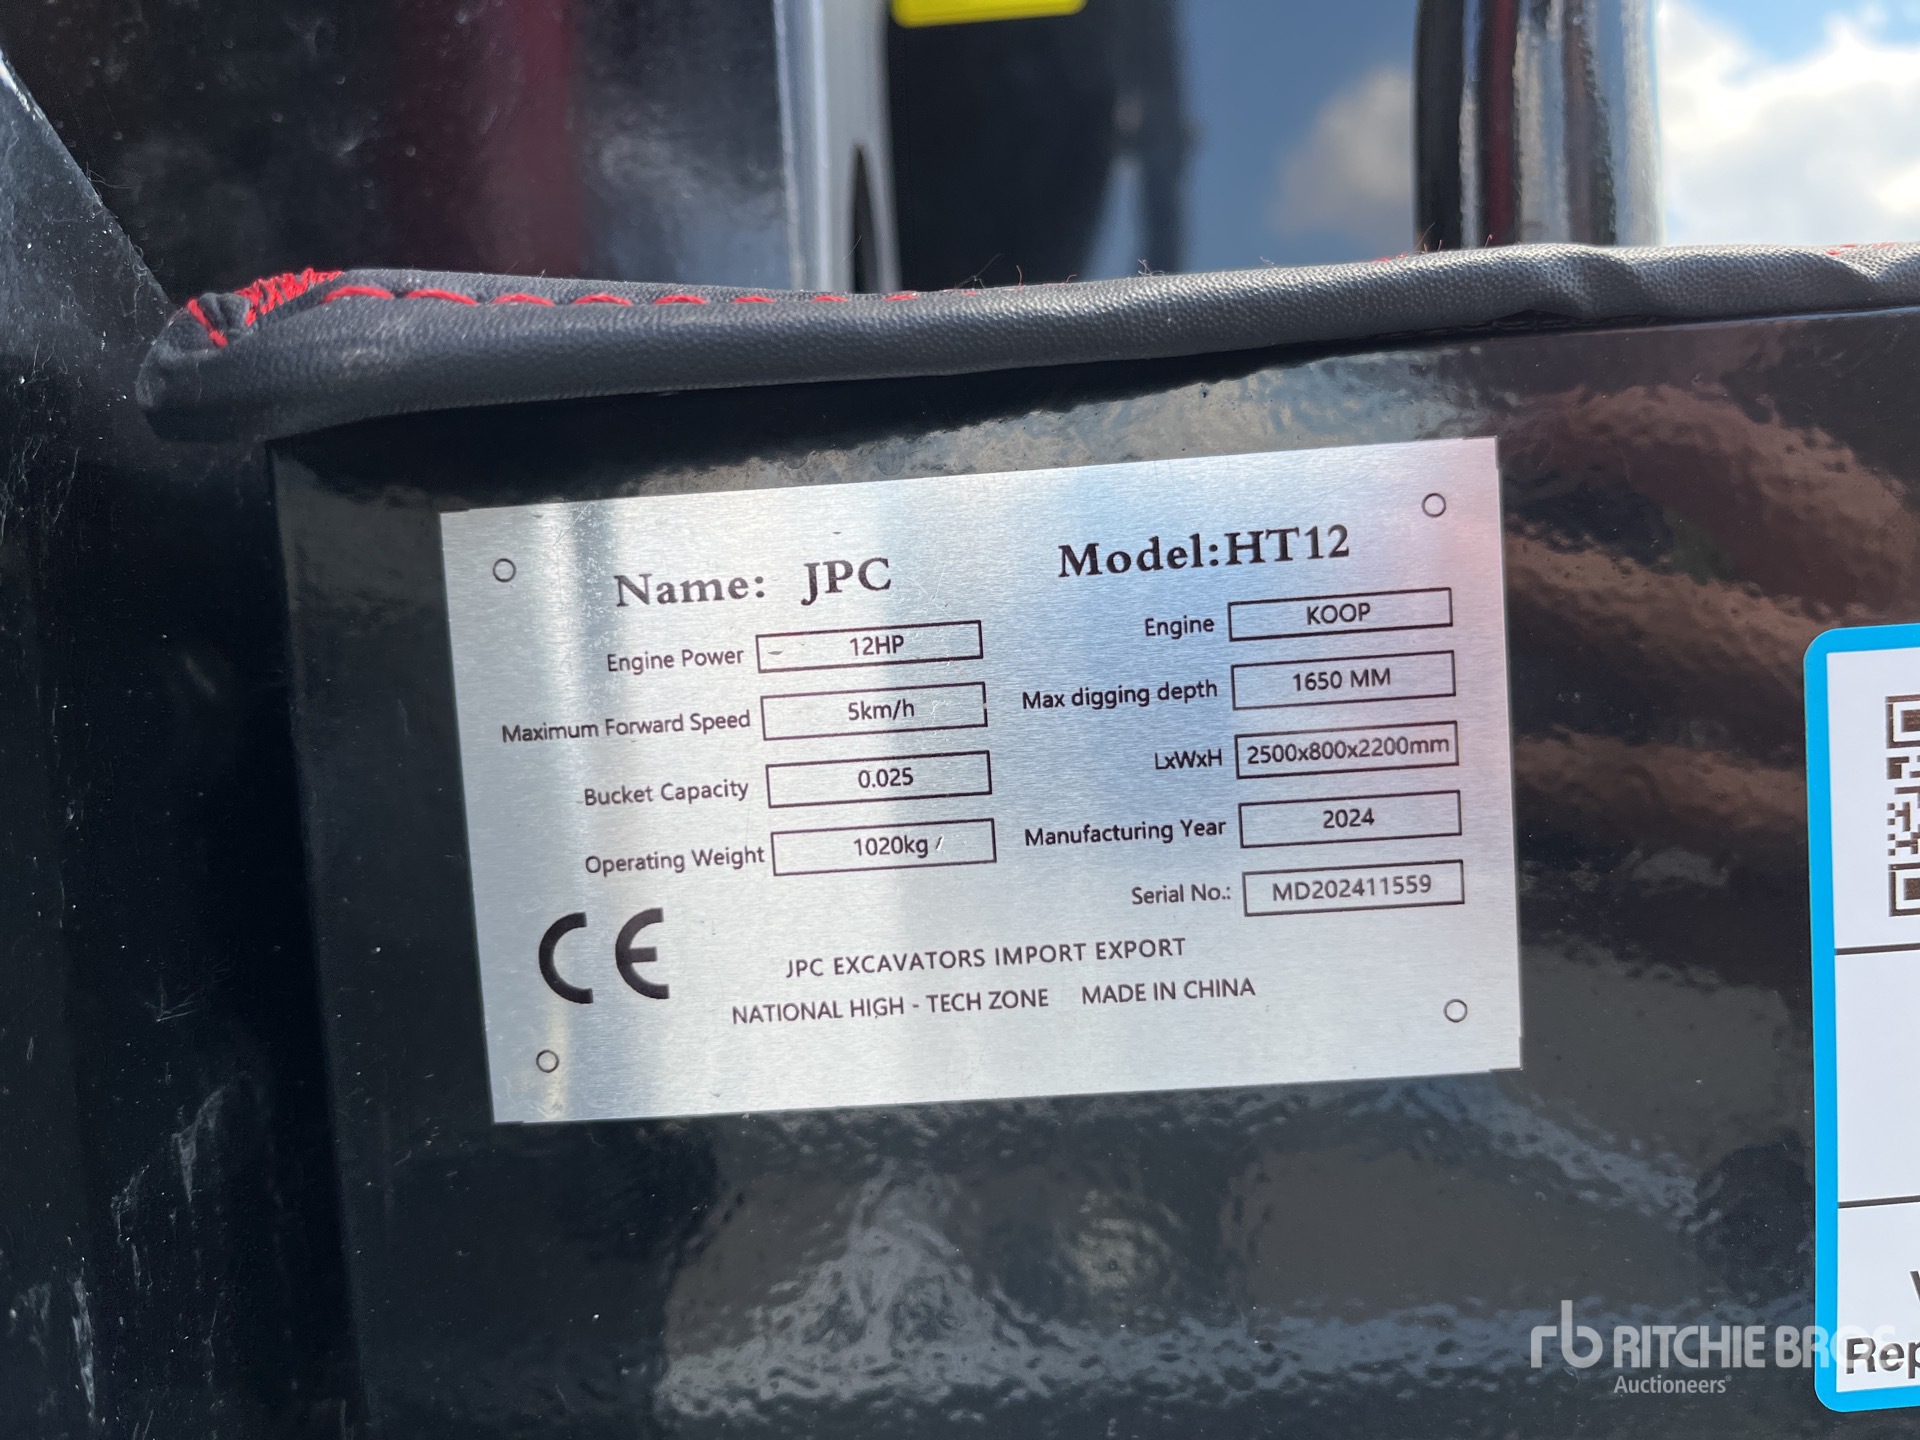 Name: JPC Model:HT12
Engine Power 12HP Engine KOOP
Maximum Forward Speed 5km/h Max digging depth 1650 MM
Bucket Capacity 0.025 LxWxH 2500x800x2200mm
Operating Weight 1020kg Manufacturing Year 2024
Serial No.: MD202411559
CE
JPC EXCAVATORS IMPORT EXPORT
NATIONAL HIGH - TECH ZONE MADE IN CHINA
rb RITCHIE BROS
Auctioneers
Rep